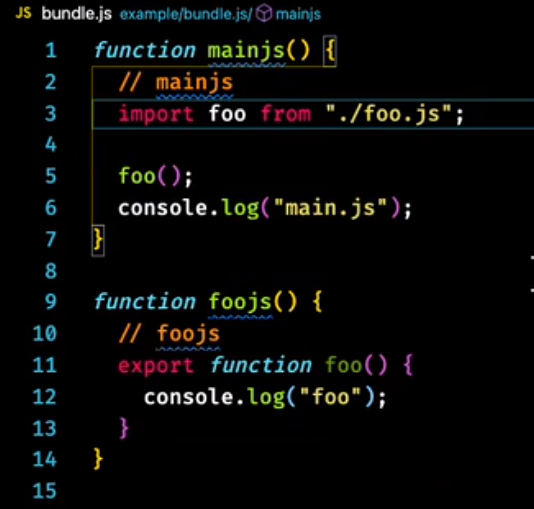 JS bundle.js example/bundle.js/ mainjs
1 function mainjs() {
2 // mainjs
3 import foo from "./foo.js";
4
5 foo();
6 console.log("main.js");
7 }
8
9 function foojs() {
10 // foojs
11 export function foo() {
12 console.log("foo");
13 }
14 }
15